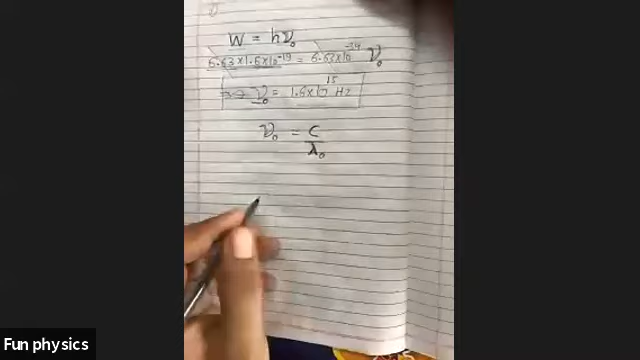 W = hν₀
6.63×1.6×10⁻¹⁹ = 6.63×10⁻³⁴ ν₀
ν₀ = 1.6×10¹⁵ Hz
ν₀ = C/λ₀
Fun physics